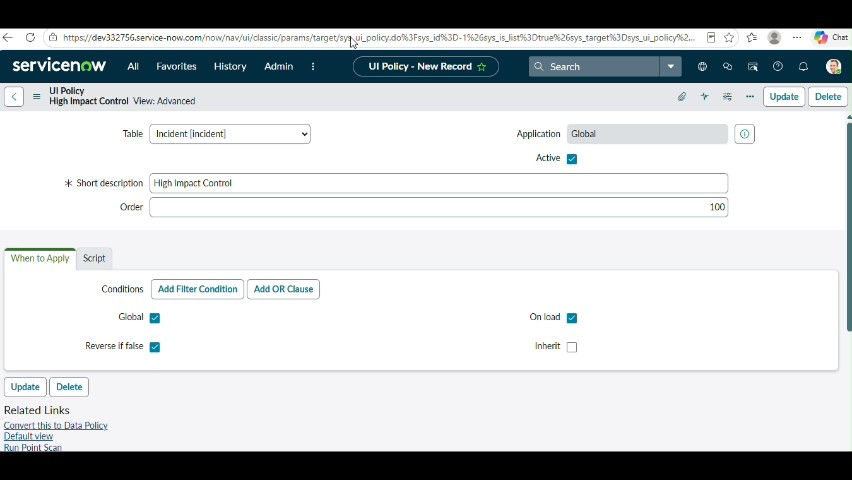 https://dev332756.service-now.com/now/nav/ui/classic/params/target/sys_ui_policy.do%3Fsys_id%3D-1%26sys_is_list%3Dtrue%26sys_target%3Dsys_ui_policy%2...
Chat
servicenow All Favorites History Admin UI Policy - New Record Search
UI Policy
High Impact Control View: Advanced
Update Delete
Table Incident [incident] Application Global
Active
Short description High Impact Control
Order 100
When to Apply Script
Conditions Add Filter Condition Add OR Clause
Global On load
Reverse if false Inherit
Update Delete
Related Links
Convert this to Data Policy
Default view
Run Point Scan